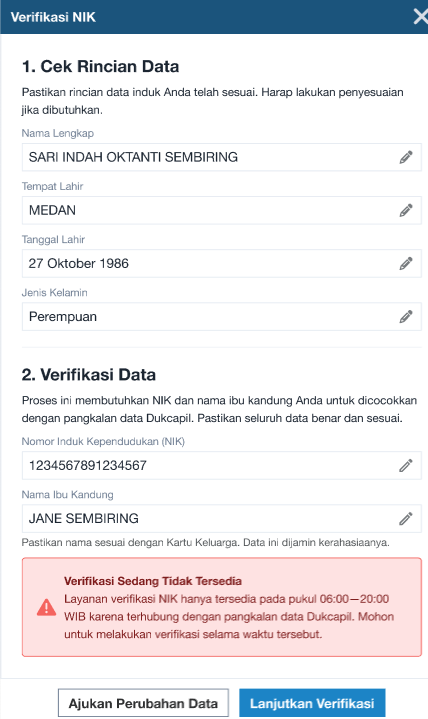 Verifikasi NIK
1. Cek Rincian Data
Pastikan rincian data induk Anda telah sesuai. Harap lakukan penyesuaian
jika dibutuhkan.
Nama Lengkap
SARI INDAH OKTANTI SEMBIRING
Tempat Lahir
MEDAN
Tanggal Lahir
27 Oktober 1986
Jenis Kelamin
Perempuan
2. Verifikasi Data
Proses ini membutuhkan NIK dan nama ibu kandung Anda untuk dicocokkan
dengan pangkalan data Dukcapil. Pastikan seluruh data benar dan sesuai.
Nomor Induk Kependudukan (NIK)
1234567891234567
Nama Ibu Kandung
JANE SEMBIRING
Pastikan nama sesuai dengan Kartu Keluarga. Data ini dijamin kerahasiaanya.
Verifikasi Sedang Tidak Tersedia
Layanan verifikasi NIK hanya tersedia pada pukul 06:00—20:00
WIB karena terhubung dengan pangkalan data Dukcapil. Mohon
untuk melakukan verifikasi selama waktu tersebut.
Ajukan Perubahan Data
Lanjutkan Verifikasi